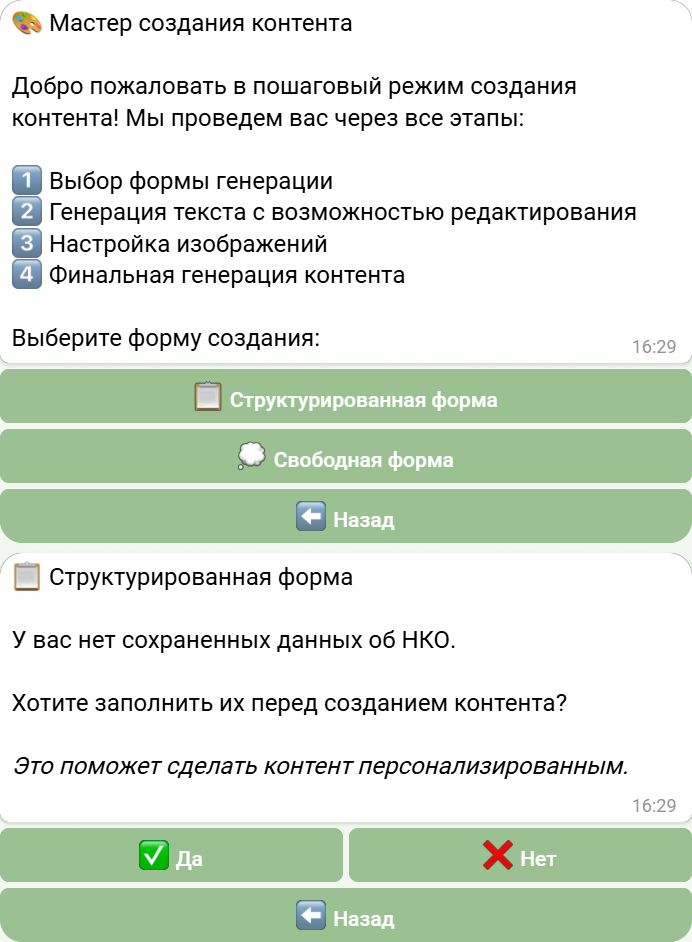 🎨 Мастер создания контента
Добро пожаловать в пошаговый режим создания
контента! Мы проведем вас через все этапы:
1️⃣ Выбор формы генерации
2️⃣ Генерация текста с возможностью редактирования
3️⃣ Настройка изображений
4️⃣ Финальная генерация контента
Выберите форму создания:
16:29
📋 Структурированная форма
💭 Свободная форма
⬅️ Назад
📋 Структурированная форма
У вас нет сохраненных данных об НКО.
Хотите заполнить их перед созданием контента?
Это поможет сделать контент персонализированным.
16:29
✅ Да
❌ Нет
⬅️ Назад